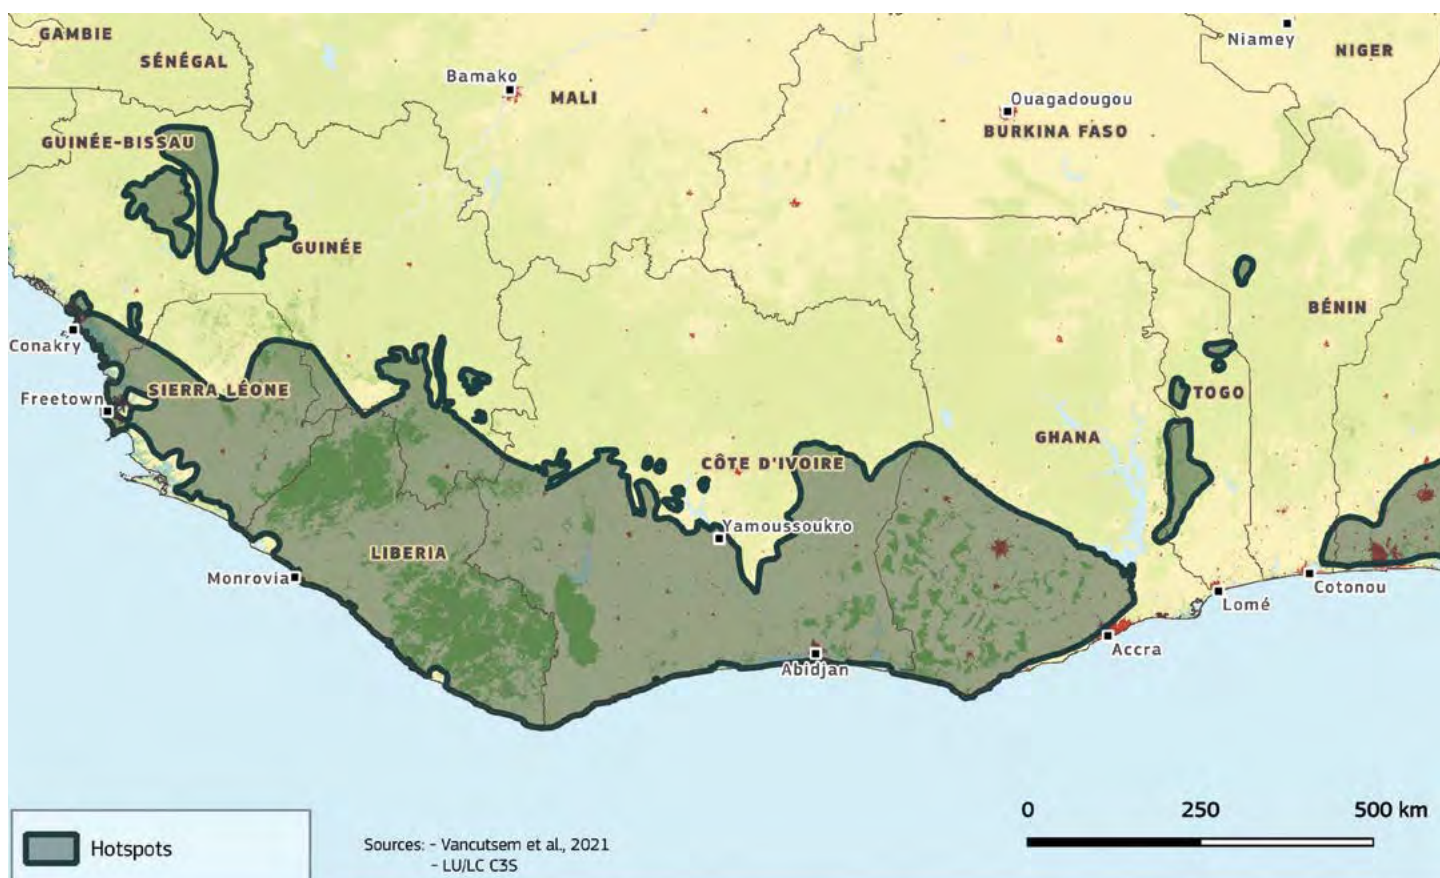 GAMBIE
SÉNÉGAL
Bamako
MALI
Niamey
NIGER
Ouagadougou
BURKINA FASO
GUINÉE-BISSAU
GUINÉE
BÉNIN
Conakry
SIERRA LÉONE
Freetown
TOGO
GHANA
CÔTE D'IVOIRE
Yamoussoukro
LIBERIA
Monrovia
Cotonou
Lomé
Accra
Abidjan
0 250 500 km
Hotspots
Sources: - Vancutsem et al., 2021
- LU/LC C3S